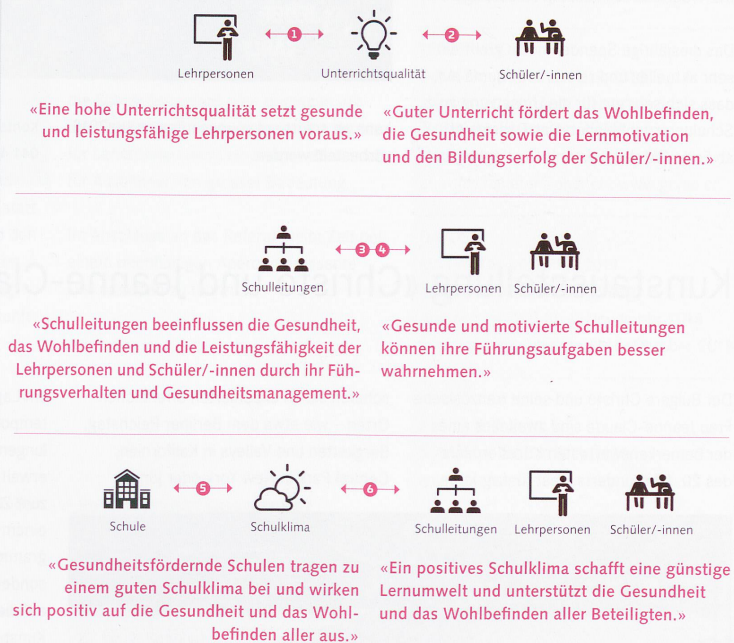 1
2
Lehrpersonen
Unterrichtsqualität
Schüler/-innen
«Eine hohe Unterrichtsqualität setzt gesunde
und leistungsfähige Lehrpersonen voraus.»
«Guter Unterricht fördert das Wohlbefinden,
die Gesundheit sowie die Lernmotivation
und den Bildungserfolg der Schüler/-innen.»
3 4
Schulleitungen
Lehrpersonen
Schüler/-innen
Kunstausstellung «Christo und Jeanne-Cla
«Schulleitungen beeinflussen die Gesundheit,
das Wohlbefinden und die Leistungsfähigkeit der
Lehrpersonen und Schüler/-innen durch ihr Füh-
rungsverhalten und Gesundheitsmanagement.»
«Gesunde und motivierte Schulleitungen
können ihre Führungsaufgaben besser
wahrnehmen.»
5
6
Schule
Schulklima
Schulleitungen
Lehrpersonen
Schüler/-innen
«Gesundheitsfördernde Schulen tragen zu
einem guten Schulklima bei und wirken
sich positiv auf die Gesundheit und das Wohl-
befinden aller aus.»
«Ein positives Schulklima schafft eine günstige
Lernumwelt und unterstützt die Gesundheit
und das Wohlbefinden aller Beteiligten.»